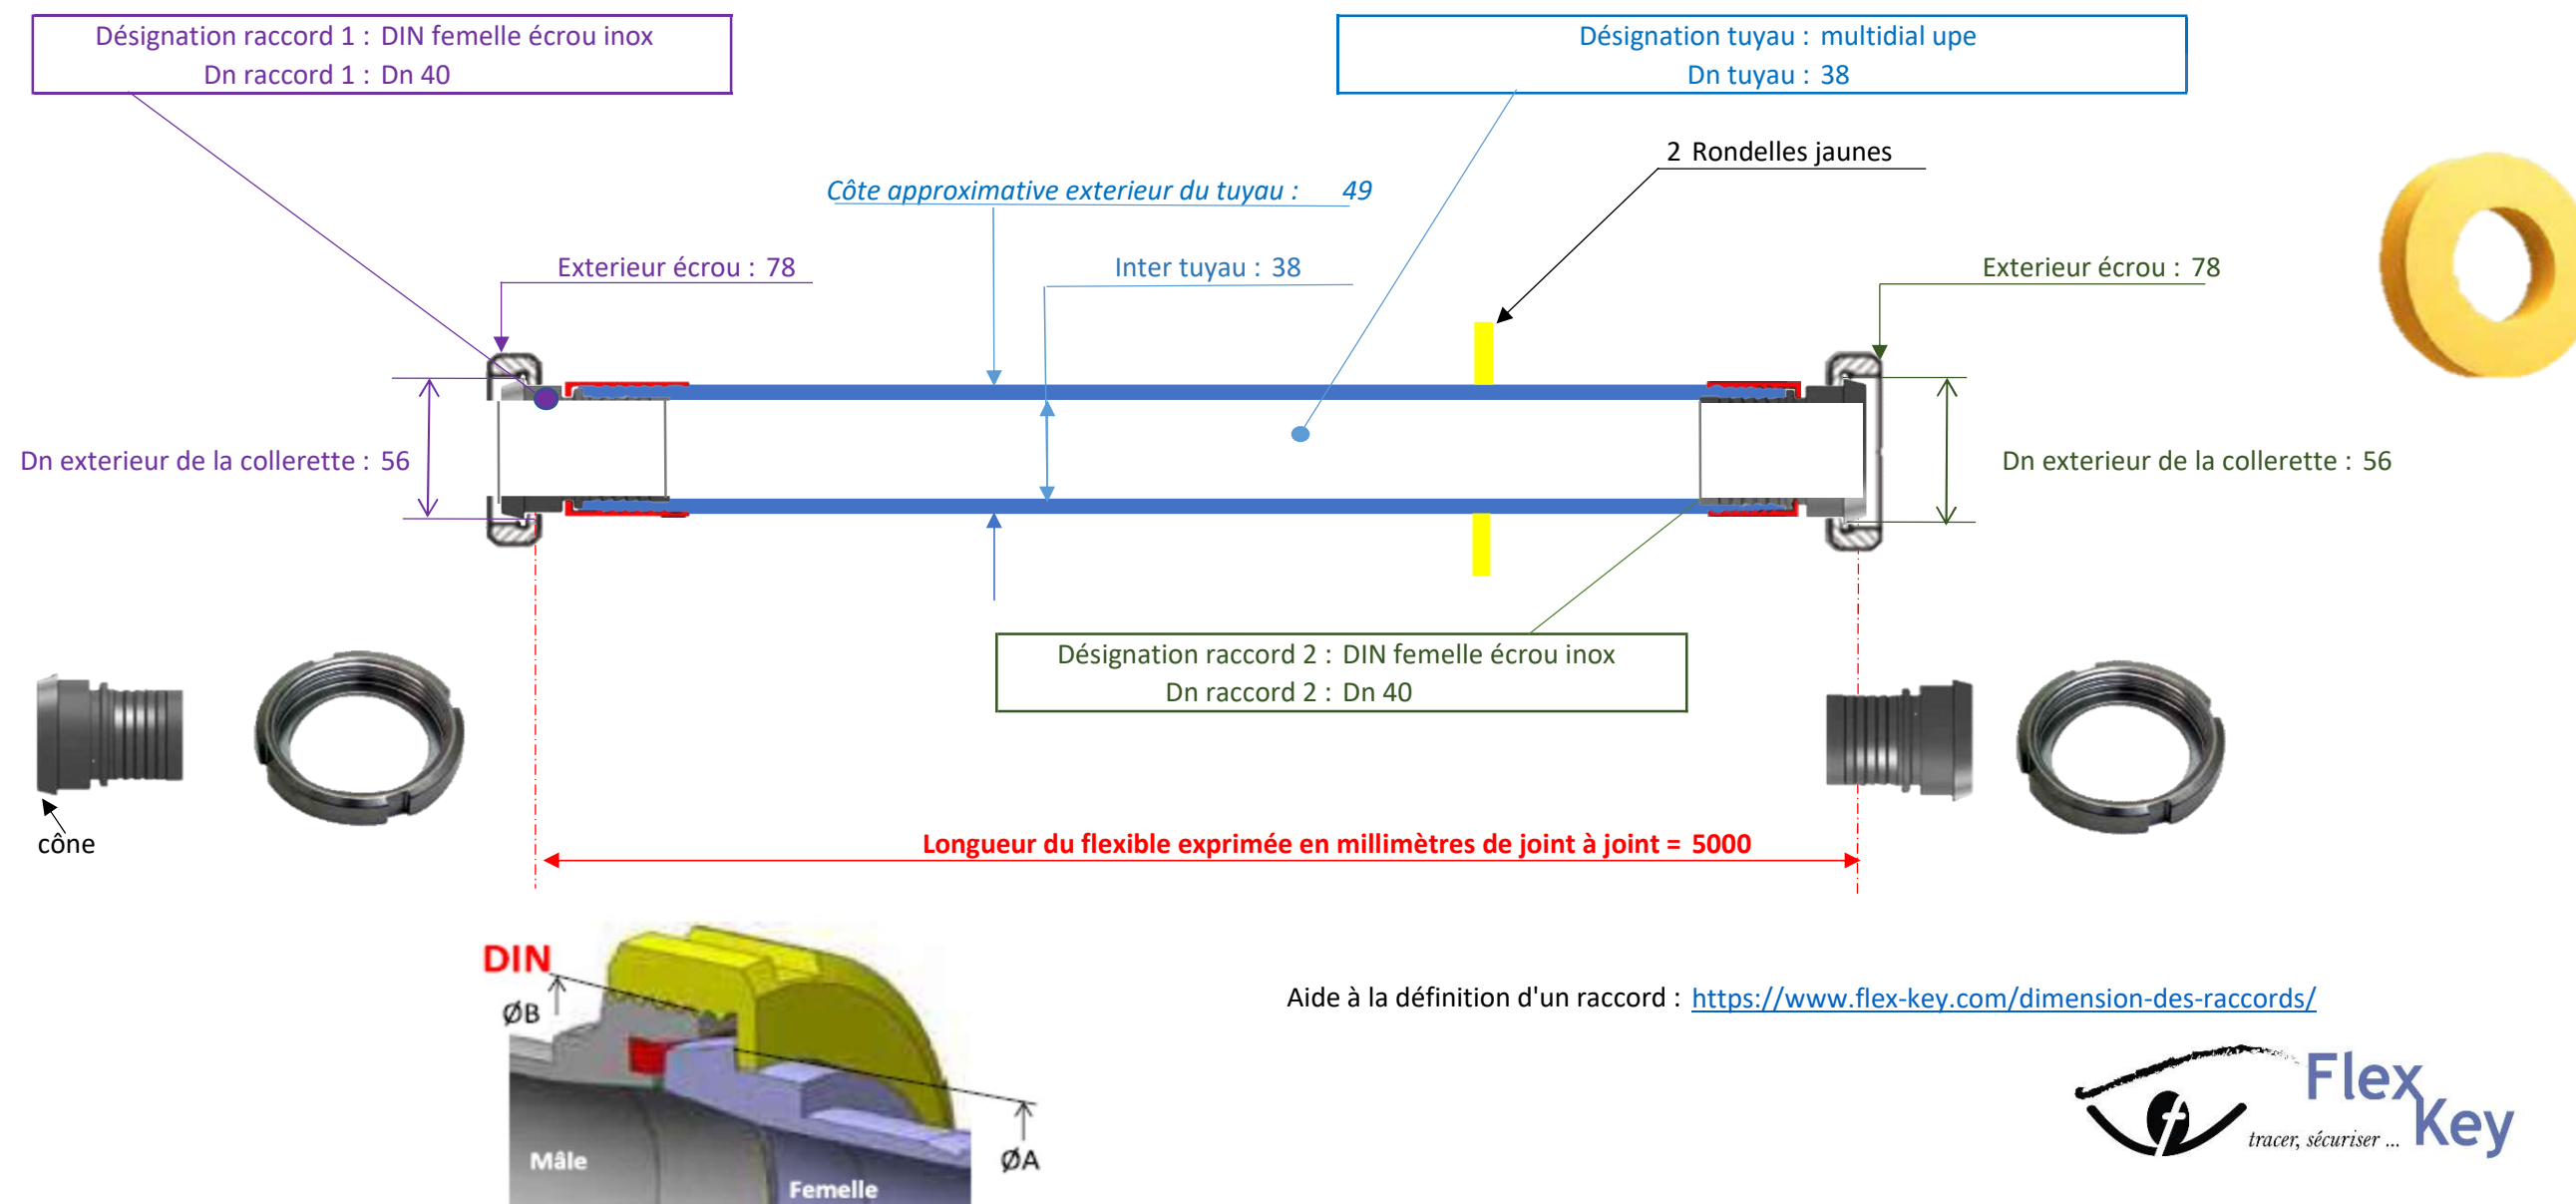 Désignation raccord 1 : DIN femelle écrou inox
Dn raccord 1 : Dn 40
Désignation tuyau : multidial upe
Dn tuyau : 38
2 Rondelles jaunes
Côte approximative exterieur du tuyau : 49
Exterieur écrou : 78
Inter tuyau : 38
Exterieur écrou : 78
Dn exterieur de la collerette : 56
Dn exterieur de la collerette : 56
Désignation raccord 2 : DIN femelle écrou inox
Dn raccord 2 : Dn 40
cône
Longueur du flexible exprimée en millimètres de joint à joint = 5000
DIN
ØB
Aide à la définition d'un raccord : https://www.flex-key.com/dimension-des-raccords/
Mâle
Femelle
ØA
Flex
Key
tracer, sécuriser ...